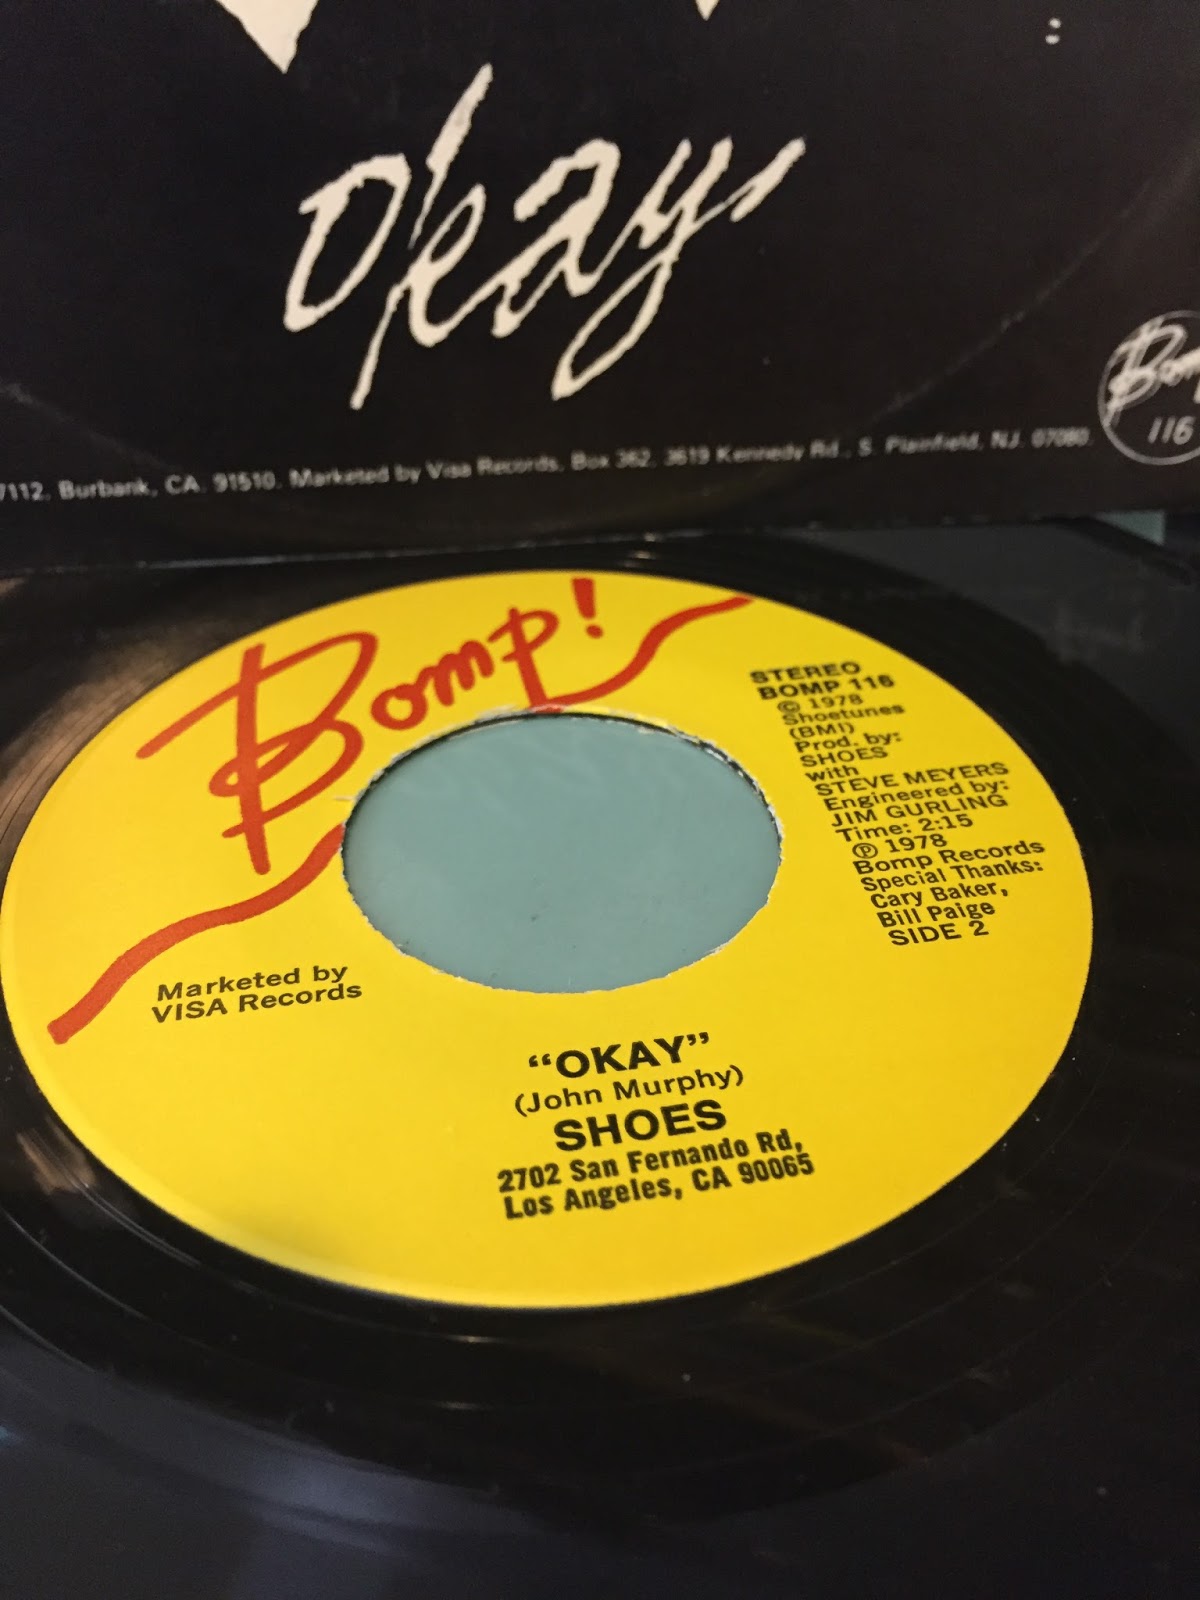 Okay
7112. Burbank, CA. 91510. Marketed by Visa Records, Box 362, 3619 Kennedy Rd., S. Plainfield, NJ. 07080.
Bomp
116
Bomp!
STEREO
BOMP 116
© 1978
Shoetunes
(BMI)
Prod. by:
SHOES
with
STEVE MEYERS
Engineered by:
JIM GURLING
Time: 2:15
℗ 1978
Bomp Records
Special Thanks:
Cary Baker,
Bill Paige
SIDE 2
Marketed by
VISA Records
“OKAY”
(John Murphy)
SHOES
2702 San Fernando Rd,
Los Angeles, CA 90065